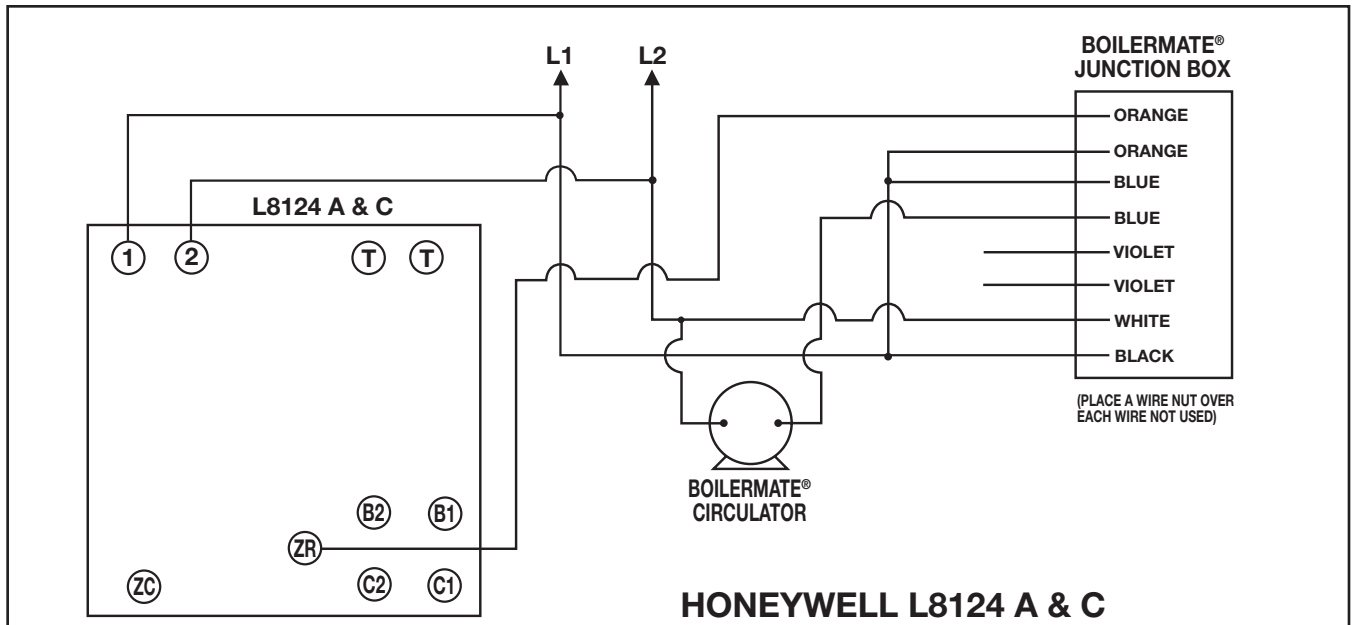 L1
L2
BOILERMATE®
JUNCTION BOX
ORANGE
ORANGE
BLUE
BLUE
VIOLET
VIOLET
WHITE
BLACK
(PLACE A WIRE NUT OVER
EACH WIRE NOT USED)
L8124 A & C
1
2
T
T
B2
B1
ZR
ZC
C2
C1
BOILERMATE®
CIRCULATOR
HONEYWELL L8124 A & C